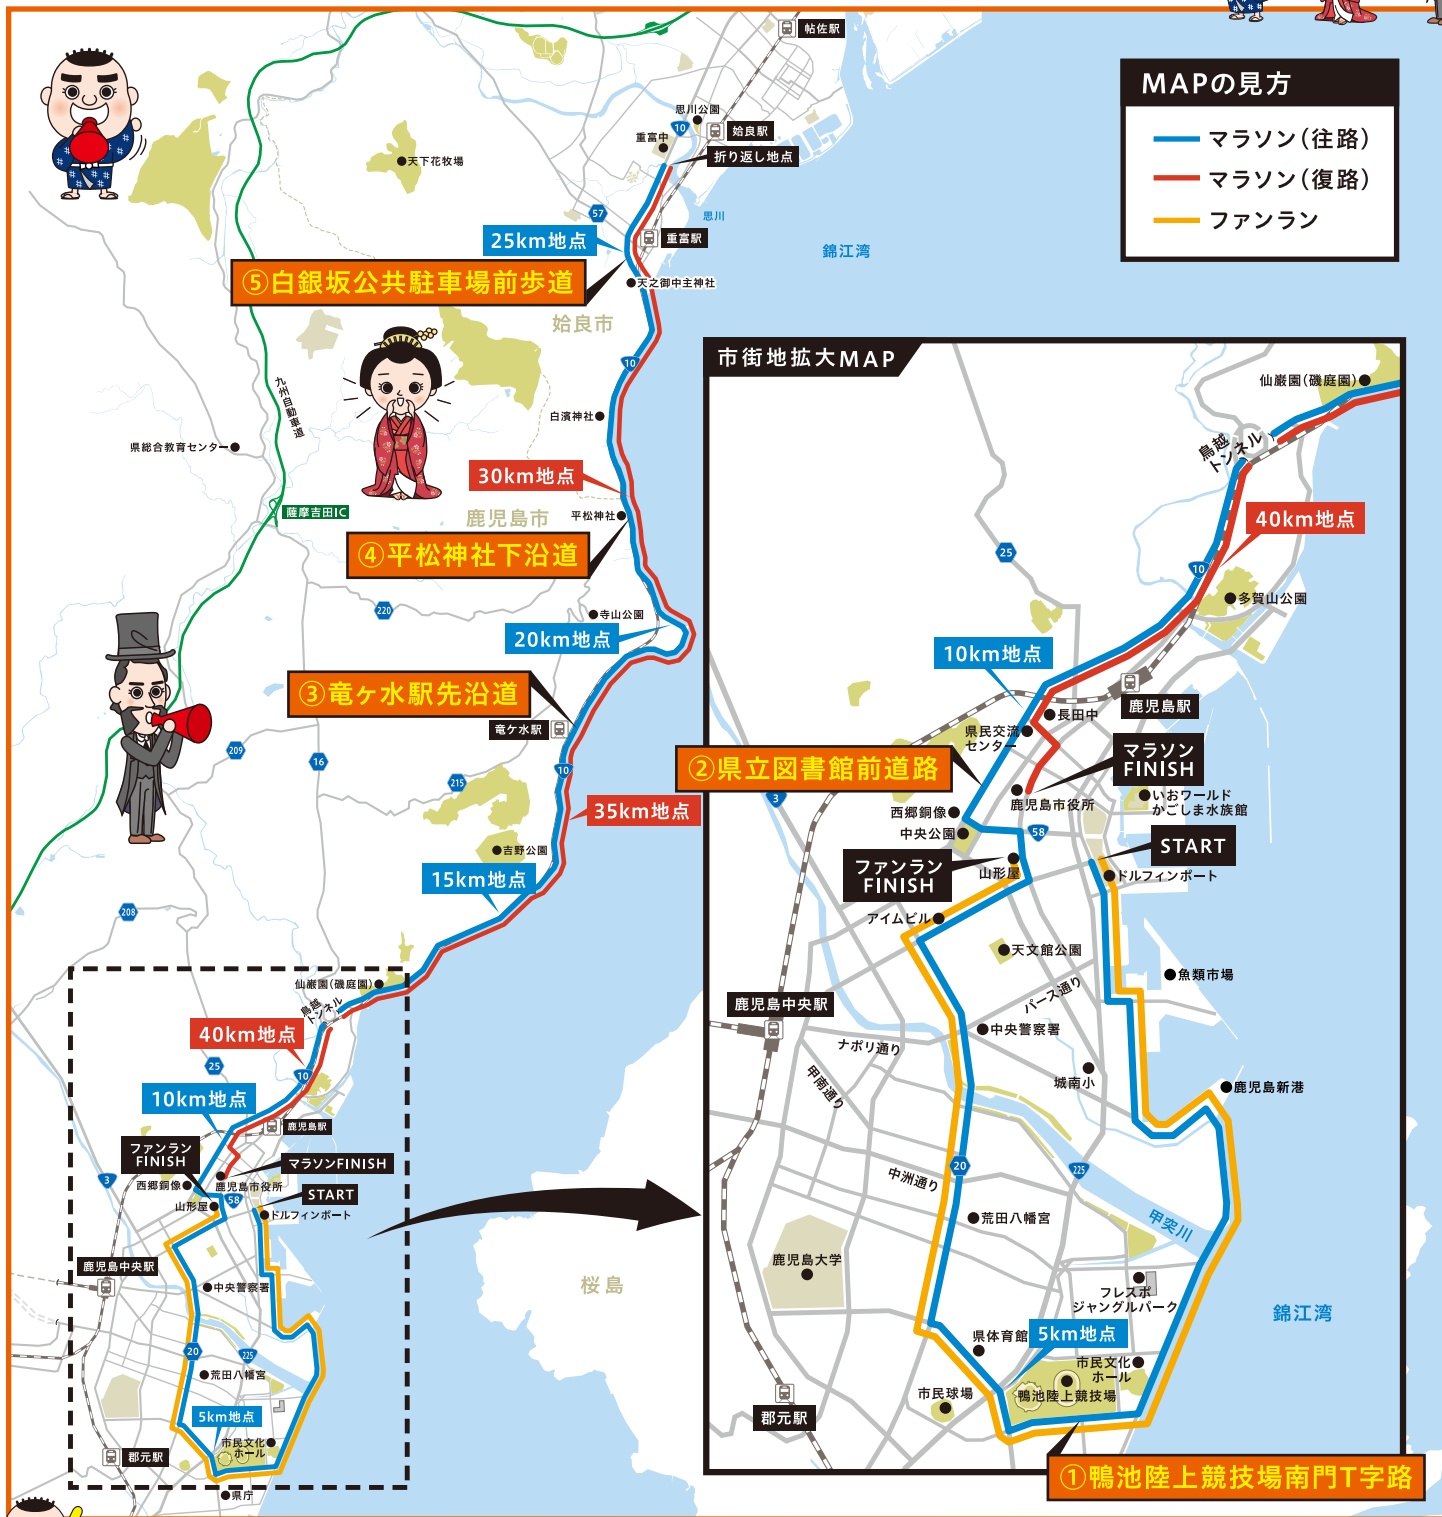 MAPの見方
マラソン(往路)
マラソン(復路)
ファンラン
帖佐駅
思川公園
10
姶良駅
重富中
折り返し地点
天下花牧場
57
思川
25km地点
重富駅
錦江湾
⑤白銀坂公共駐車場前歩道
天之御中主神社
姶良市
10
九州自動車道
白濱神社
県総合教育センター
30km地点
薩摩吉田IC
鹿児島市
平松神社
④平松神社下沿道
220
寺山公園
20km地点
③竜ヶ水駅先沿道
竜ケ水駅
209
16
215
10
35km地点
吉野公園
15km地点
208
仙巌園(磯庭園)
鳥越
トンネル
40km地点
25
10
10km地点
鹿児島駅
ファンラン
FINISH
マラソンFINISH
3
西郷銅像
鹿児島市役所
58
START
山形屋
ドルフィンポート
鹿児島中央駅
中央警察署
桜島
20
225
荒田八幡宮
5km地点
市民文化
ホール
郡元駅
県庁
市街地拡大MAP
仙巌園(磯庭園)
鳥越
トンネル
40km地点
25
10
多賀山公園
10km地点
鹿児島駅
長田中
県民交流
センター
マラソン
FINISH
②県立図書館前道路
3
鹿児島市役所
いおワールド
かごしま水族館
西郷銅像
中央公園
58
START
ファンラン
FINISH
山形屋
ドルフィンポート
アイムビル
天文館公園
魚類市場
パース通り
鹿児島中央駅
中央警察署
ナポリ通り
甲南通り
城南小
鹿児島新港
20
中洲通り
225
荒田八幡宮
甲突川
鹿児島大学
フレスポ
ジャングルパーク
錦江湾
県体育館
5km地点
市民文化
ホール
市民球場
鴨池陸上競技場
郡元駅
①鴨池陸上競技場南門T字路